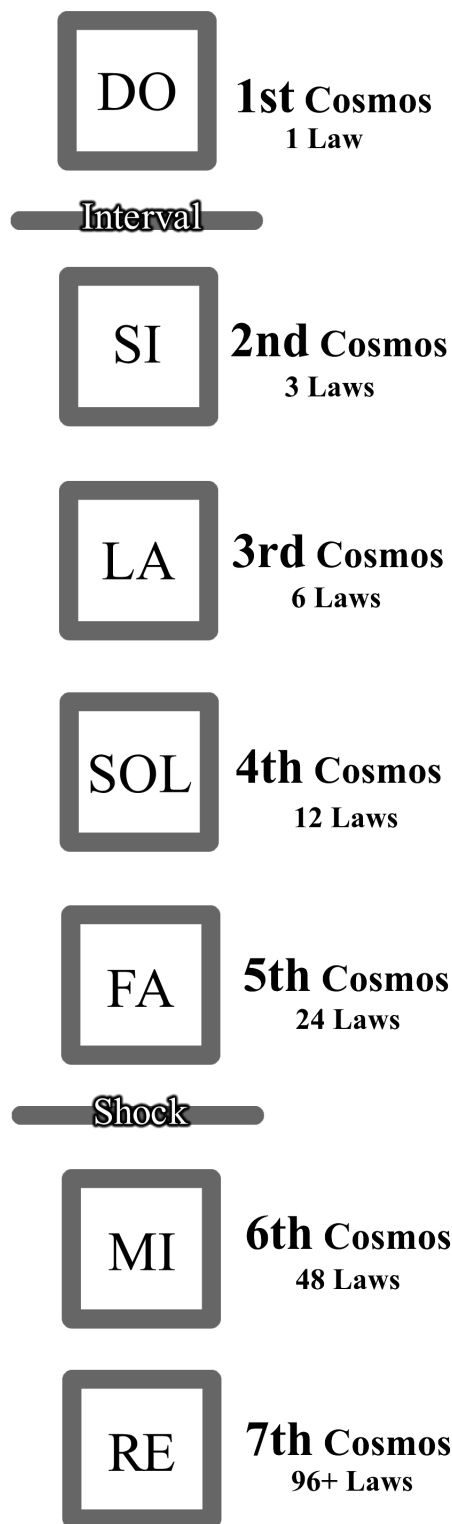 DO
1st Cosmos
1 Law
Interval
SI
2nd Cosmos
3 Laws
LA
3rd Cosmos
6 Laws
SOL
4th Cosmos
12 Laws
FA
5th Cosmos
24 Laws
Shock
MI
6th Cosmos
48 Laws
RE
7th Cosmos
96+ Laws